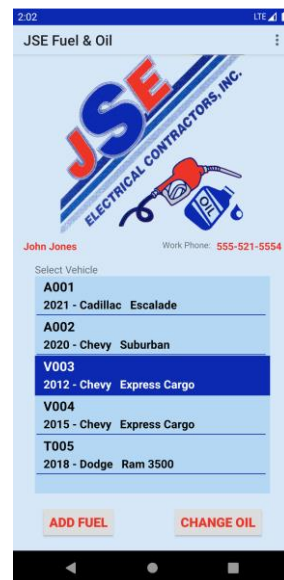 2:02 LTE
JSE Fuel & Oil
JSE
ELECTRICAL CONTRACTORS, INC.
OIL
John Jones Work Phone: 555-521-5554
Select Vehicle
A001
2021 - Cadillac Escalade
A002
2020 - Chevy Suburban
V003
2012 - Chevy Express Cargo
V004
2015 - Chevy Express Cargo
T005
2018 - Dodge Ram 3500
ADD FUEL CHANGE OIL